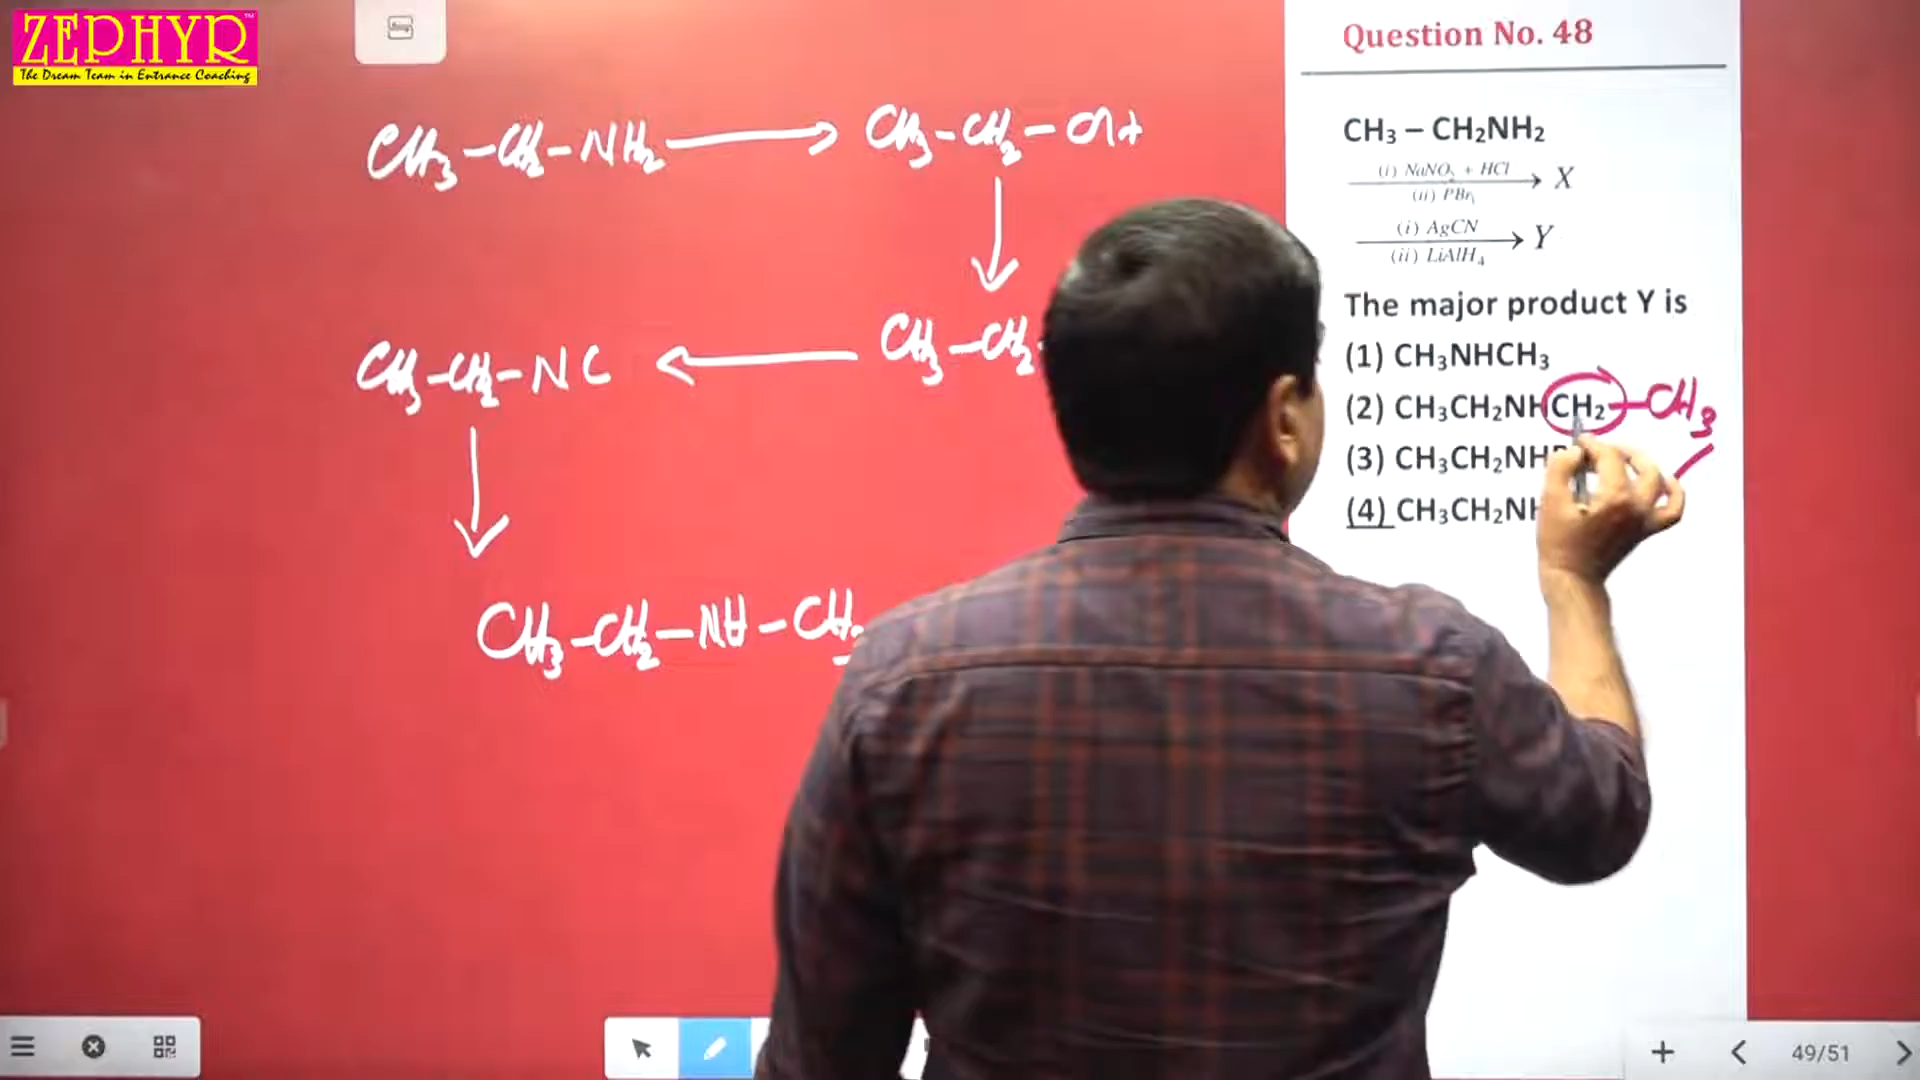 ZEPHYR™
The Dream Team in Entrance Coaching
CH₃–CH₂–NH₂ ⟶ CH₃–CH₂–OH
CH₃–CH₂–NC ⟵ CH₃–CH₂
CH₃–CH₂–NH–CH₃
Question No. 48
CH₃ – CH₂NH₂
(i) NaNO₂ + HCl
(ii) PBr₃
⟶ X
(i) AgCN
(ii) LiAlH₄
⟶ Y
The major product Y is
(1) CH₃NHCH₃
(2) CH₃CH₂NHCH₂–CH₃
(3) CH₃CH₂NH
(4) CH₃CH₂NH
49/51